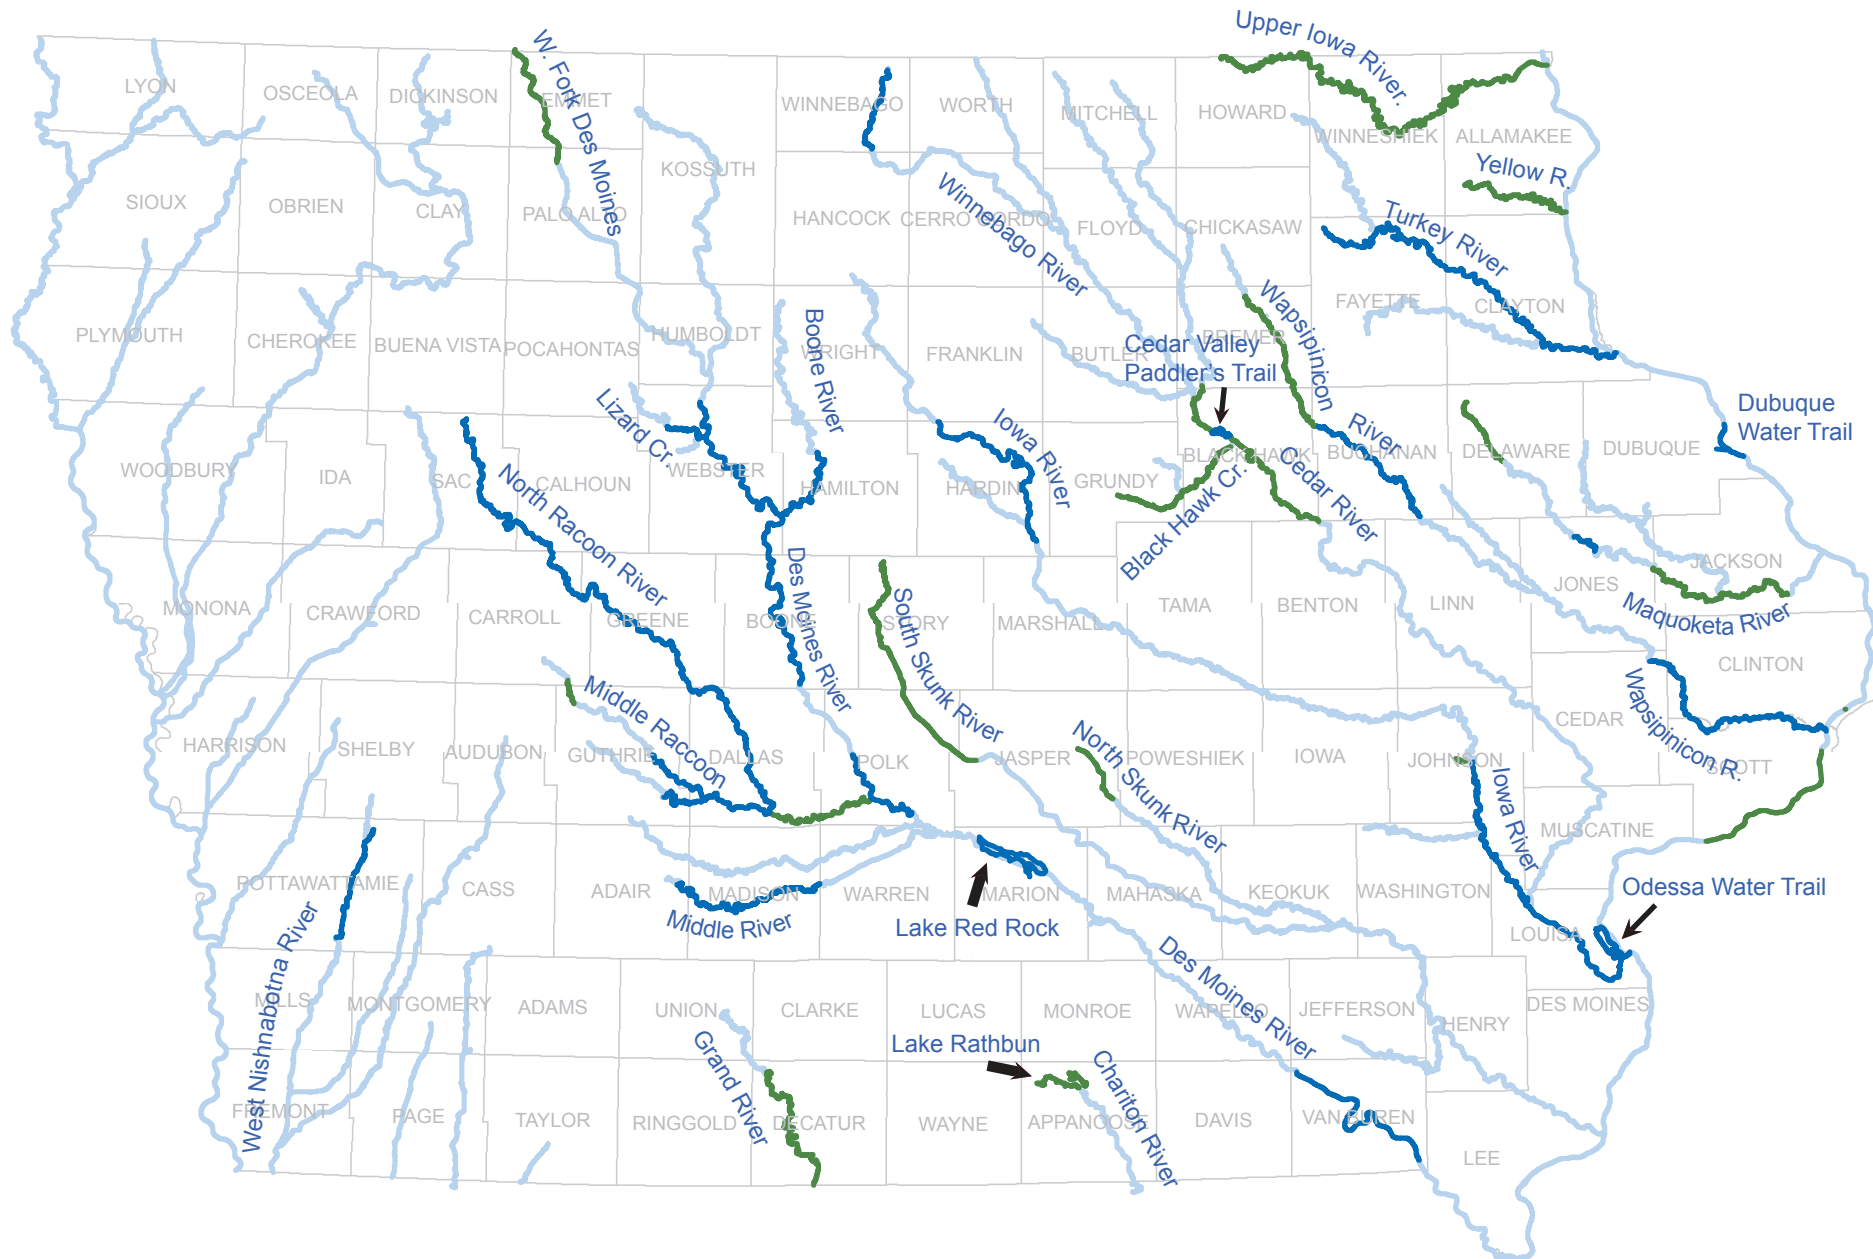 Upper Iowa River.
W. Fork Des Moines
LYON
OSCEOLA
DICKINSON
EMMET
WINNEBAGO
WORTH
MITCHELL
HOWARD
WINNESHIEK
ALLAMAKEE
KOSSUTH
Yellow R.
SIOUX
OBRIEN
CLAY
PALO ALTO
HANCOCK
CERRO GORDO
FLOYD
CHICKASAW
Winnebago River
Turkey River
Wapsipinicon
River
FAYETTE
CLAYTON
PLYMOUTH
CHEROKEE
BUENA VISTA
POCAHONTAS
HUMBOLDT
WRIGHT
Boone River
FRANKLIN
BUTLER
BREMER
Cedar Valley
Paddler's Trail
Lizard Cr.
Iowa River
Dubuque
Water Trail
WOODBURY
IDA
SAC
CALHOUN
WEBSTER
HAMILTON
HARDIN
GRUNDY
BLACK HAWK
BUCHANAN
DELAWARE
DUBUQUE
North Racoon River
Black Hawk Cr.
Cedar River
Des Moines River
JACKSON
JONES
MONONA
CRAWFORD
CARROLL
GREENE
BOONE
STORY
MARSHALL
TAMA
BENTON
LINN
Maquoketa River
South Skunk River
CLINTON
Middle Raccoon
CEDAR
Wapsipinicon R.
HARRISON
SHELBY
AUDUBON
GUTHRIE
DALLAS
POLK
JASPER
POWESHIEK
IOWA
JOHNSON
SCOTT
North Skunk River
Iowa River
MUSCATINE
POTTAWATTAMIE
CASS
ADAIR
MADISON
WARREN
MARION
MAHASKA
KEOKUK
WASHINGTON
Odessa Water Trail
Middle River
Lake Red Rock
LOUISA
West Nishnabotna River
Des Moines River
MILLS
MONTGOMERY
ADAMS
UNION
CLARKE
LUCAS
MONROE
WAPELLO
JEFFERSON
HENRY
DES MOINES
Lake Rathbun
Grand River
Chariton River
FREMONT
PAGE
TAYLOR
RINGGOLD
DECATUR
WAYNE
APPANOOSE
DAVIS
VAN BUREN
LEE